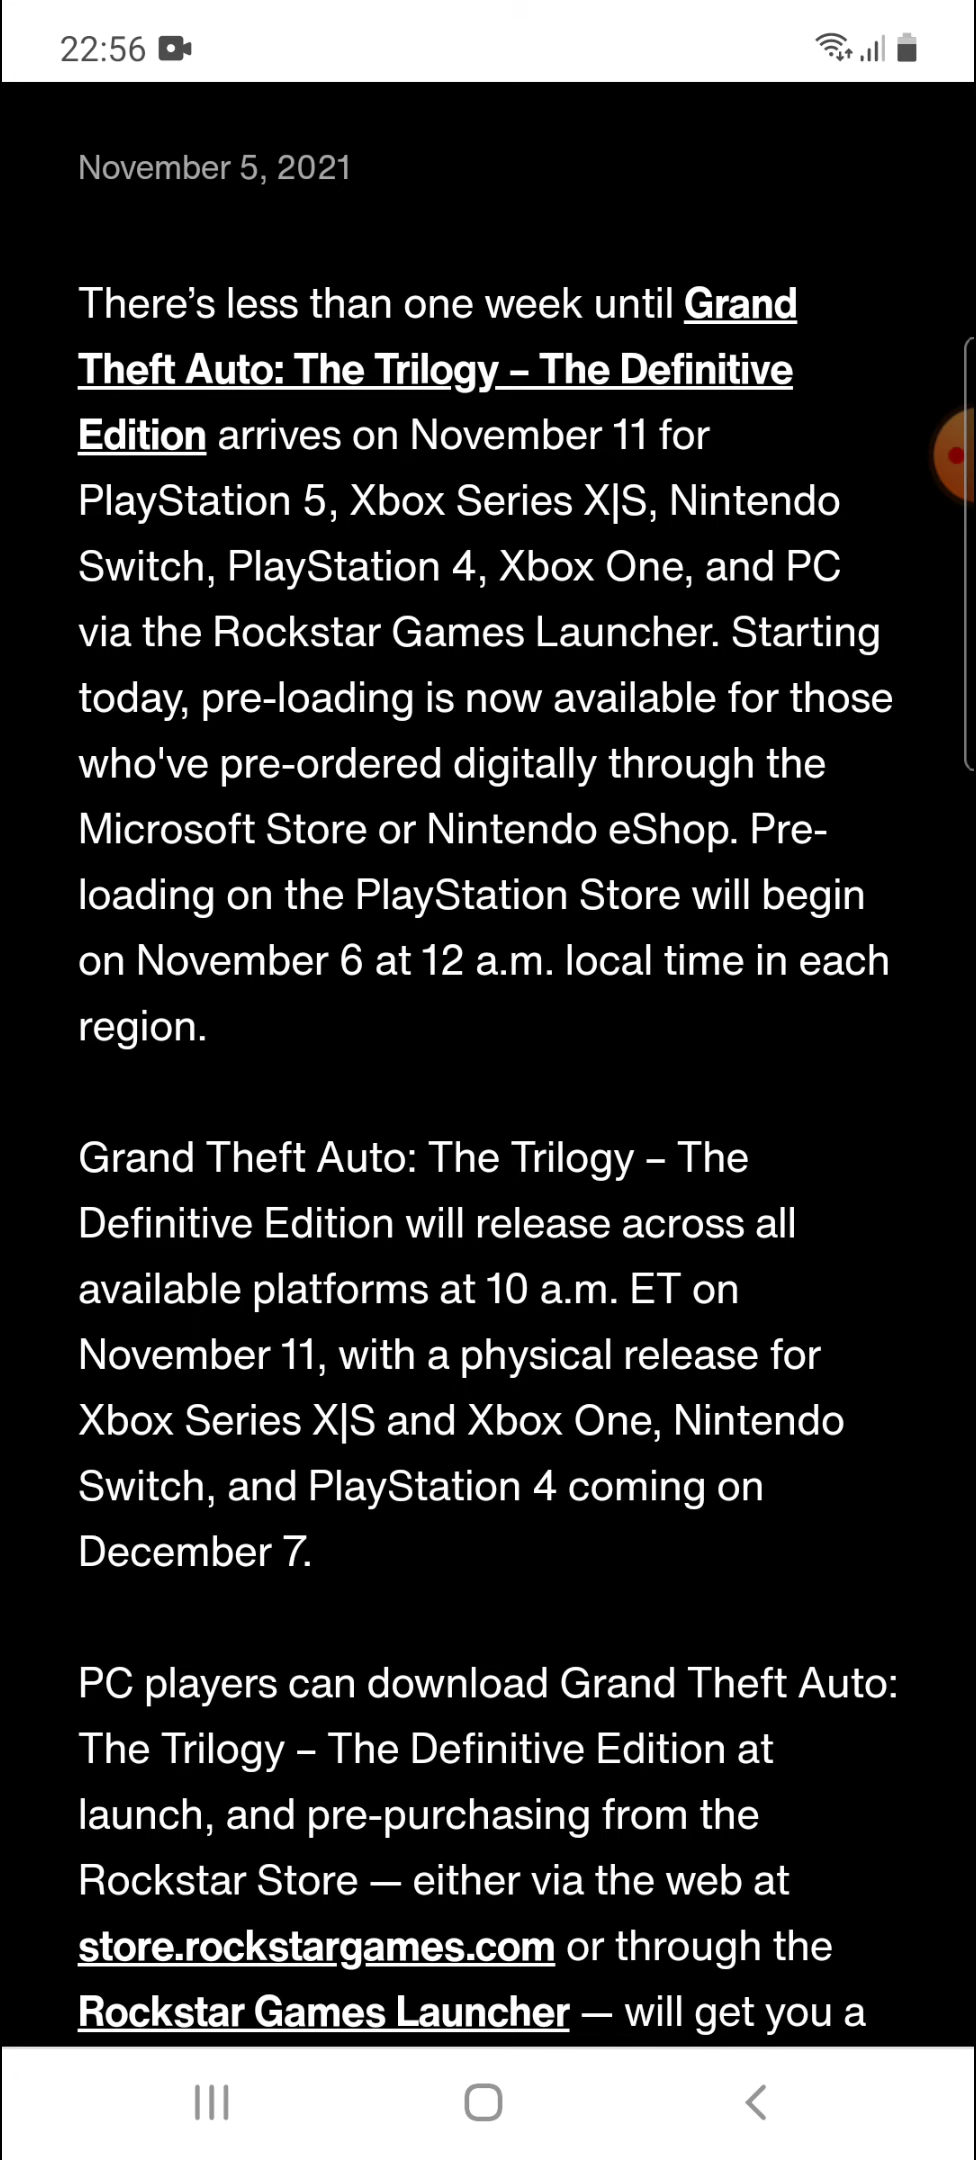 22:56
November 5, 2021
There’s less than one week until Grand
Theft Auto: The Trilogy – The Definitive
Edition arrives on November 11 for
PlayStation 5, Xbox Series X|S, Nintendo
Switch, PlayStation 4, Xbox One, and PC
via the Rockstar Games Launcher. Starting
today, pre-loading is now available for those
who've pre-ordered digitally through the
Microsoft Store or Nintendo eShop. Pre-
loading on the PlayStation Store will begin
on November 6 at 12 a.m. local time in each
region.
Grand Theft Auto: The Trilogy – The
Definitive Edition will release across all
available platforms at 10 a.m. ET on
November 11, with a physical release for
Xbox Series X|S and Xbox One, Nintendo
Switch, and PlayStation 4 coming on
December 7.
PC players can download Grand Theft Auto:
The Trilogy – The Definitive Edition at
launch, and pre-purchasing from the
Rockstar Store — either via the web at
store.rockstargames.com or through the
Rockstar Games Launcher — will get you a